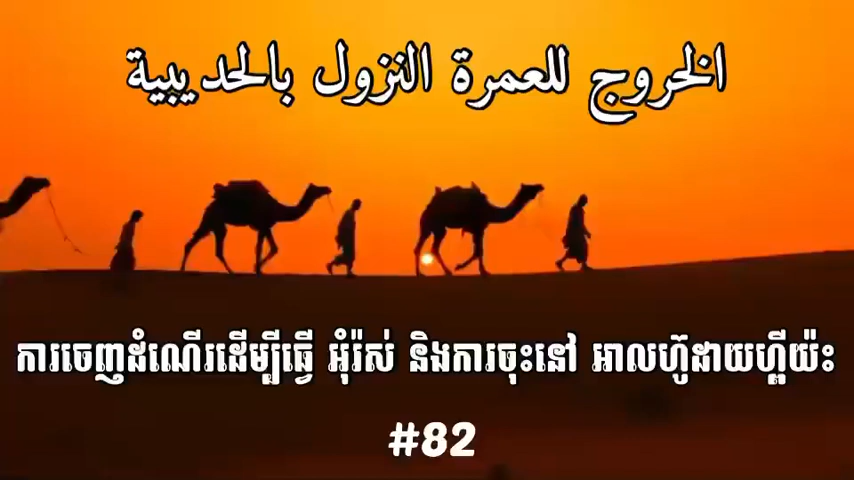 الخروج للعمرة النزول بالحديبية
ការចេញដំណើរដើម្បីធ្វើ អុំរ៉ស់ និងការចុះនៅ អាលហ៊ូដាយហ្ពីយ៉ះ
#82